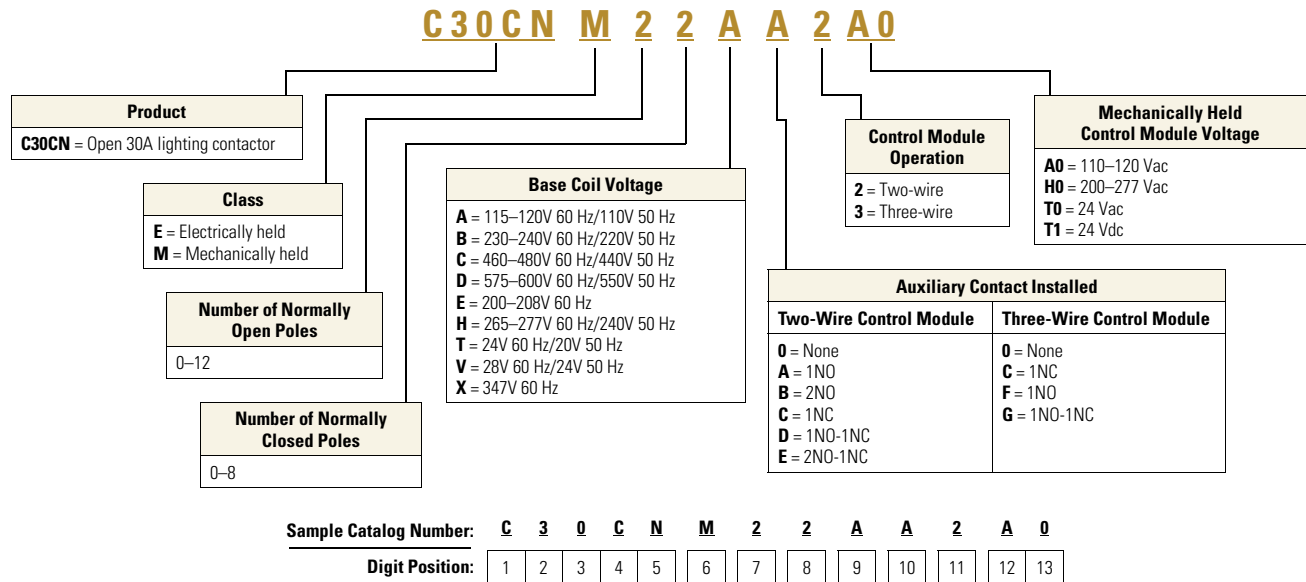 C30CN M 2 2 A A 2 A0
Product
C30CN = Open 30A lighting contactor
Class
E = Electrically held
M = Mechanically held
Number of Normally
Open Poles
0–12
Number of Normally
Closed Poles
0–8
Base Coil Voltage
A = 115–120V 60 Hz/110V 50 Hz
B = 230–240V 60 Hz/220V 50 Hz
C = 460–480V 60 Hz/440V 50 Hz
D = 575–600V 60 Hz/550V 50 Hz
E = 200–208V 60 Hz
H = 265–277V 60 Hz/240V 50 Hz
T = 24V 60 Hz/20V 50 Hz
V = 28V 60 Hz/24V 50 Hz
X = 347V 60 Hz
Control Module
Operation
2 = Two-wire
3 = Three-wire
Mechanically Held
Control Module Voltage
A0 = 110–120 Vac
H0 = 200–277 Vac
T0 = 24 Vac
T1 = 24 Vdc
Auxiliary Contact Installed
Two-Wire Control Module
0 = None
A = 1NO
B = 2NO
C = 1NC
D = 1NO-1NC
E = 2NO-1NC
Three-Wire Control Module
0 = None
C = 1NC
F = 1NO
G = 1NO-1NC
Sample Catalog Number: C 3 0 C N M 2 2 A A 2 A 0
Digit Position: 1 2 3 4 5 6 7 8 9 10 11 12 13